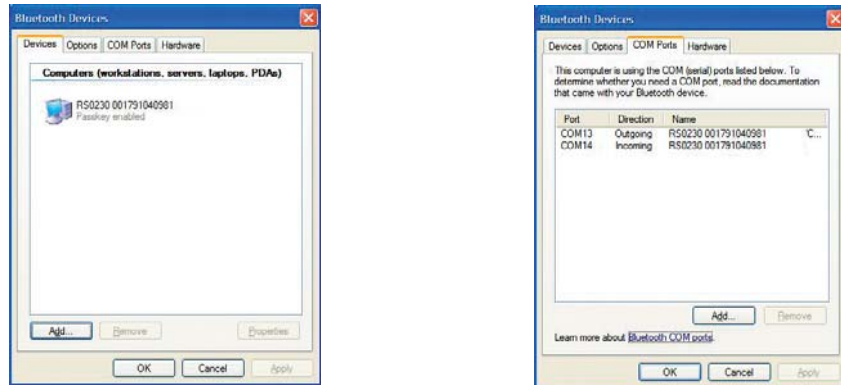 Bluetooth Devices
Devices Options COM Ports Hardware
Computers (workstations, servers, laptops, PDAs)
RS0230 001791040981
Passkey enabled
Add... Remove Properties
OK Cancel Apply
Bluetooth Devices
Devices Options COM Ports Hardware
This computer is using the COM (serial) ports listed below. To
determine whether you need a COM port, read the documentation
that came with your Bluetooth device.
Port Direction Name
COM13 Outgoing RS0230 001791040981 'C...
COM14 Incoming RS0230 001791040981
Add... Remove
Learn more about Bluetooth COM ports.
OK Cancel Apply